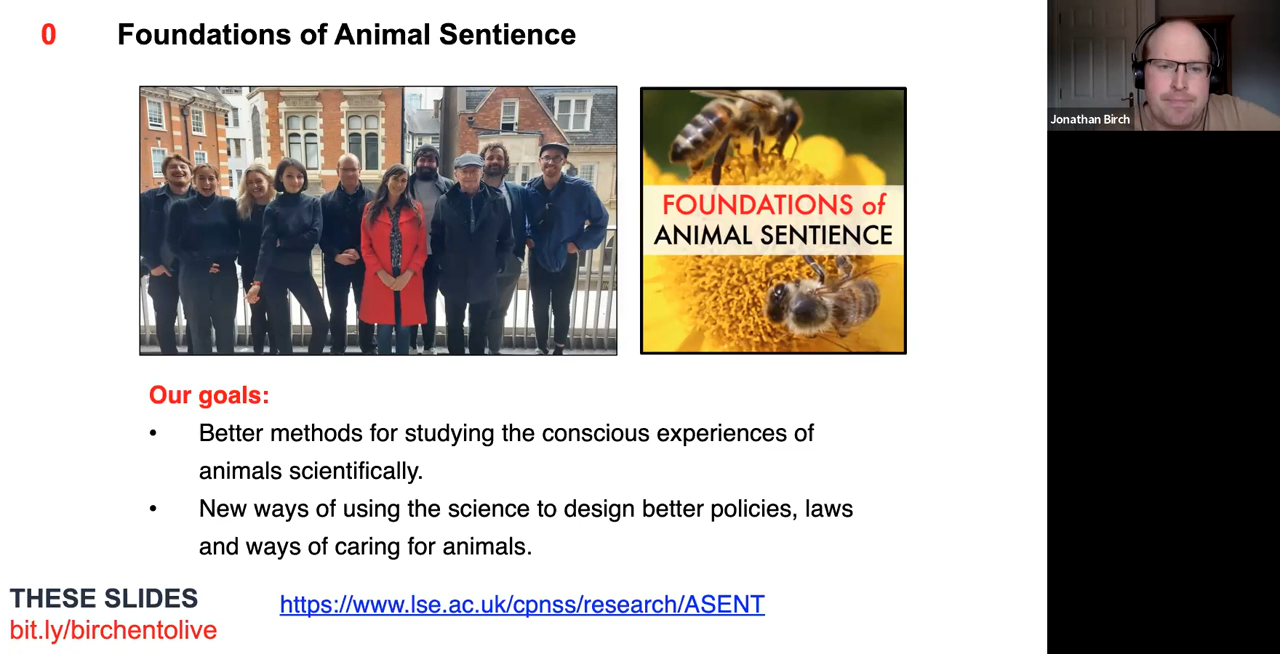 0 Foundations of Animal Sentience
FOUNDATIONS of
ANIMAL SENTIENCE
Jonathan Birch
Our goals:
• Better methods for studying the conscious experiences of
animals scientifically.
• New ways of using the science to design better policies, laws
and ways of caring for animals.
THESE SLIDES
bit.ly/birchentolive
https://www.lse.ac.uk/cpnss/research/ASENT